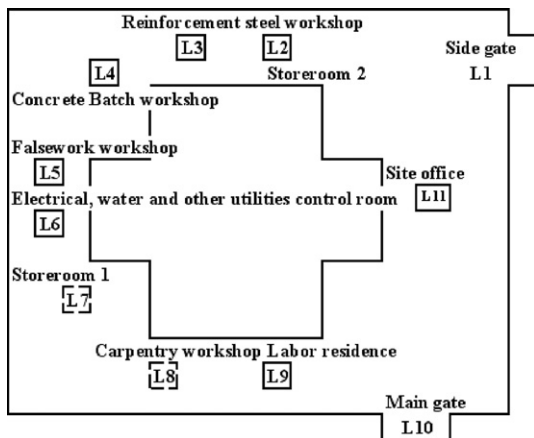 Reinforcement steel workshop
L3 L2
Side gate
L4
Storeroom 2
L1
Concrete Batch workshop
Falsework workshop
L5
Site office
Electrical, water and other utilities control room
L11
L6
Storeroom 1
L7
Carpentry workshop Labor residence
L8 L9
Main gate
L10